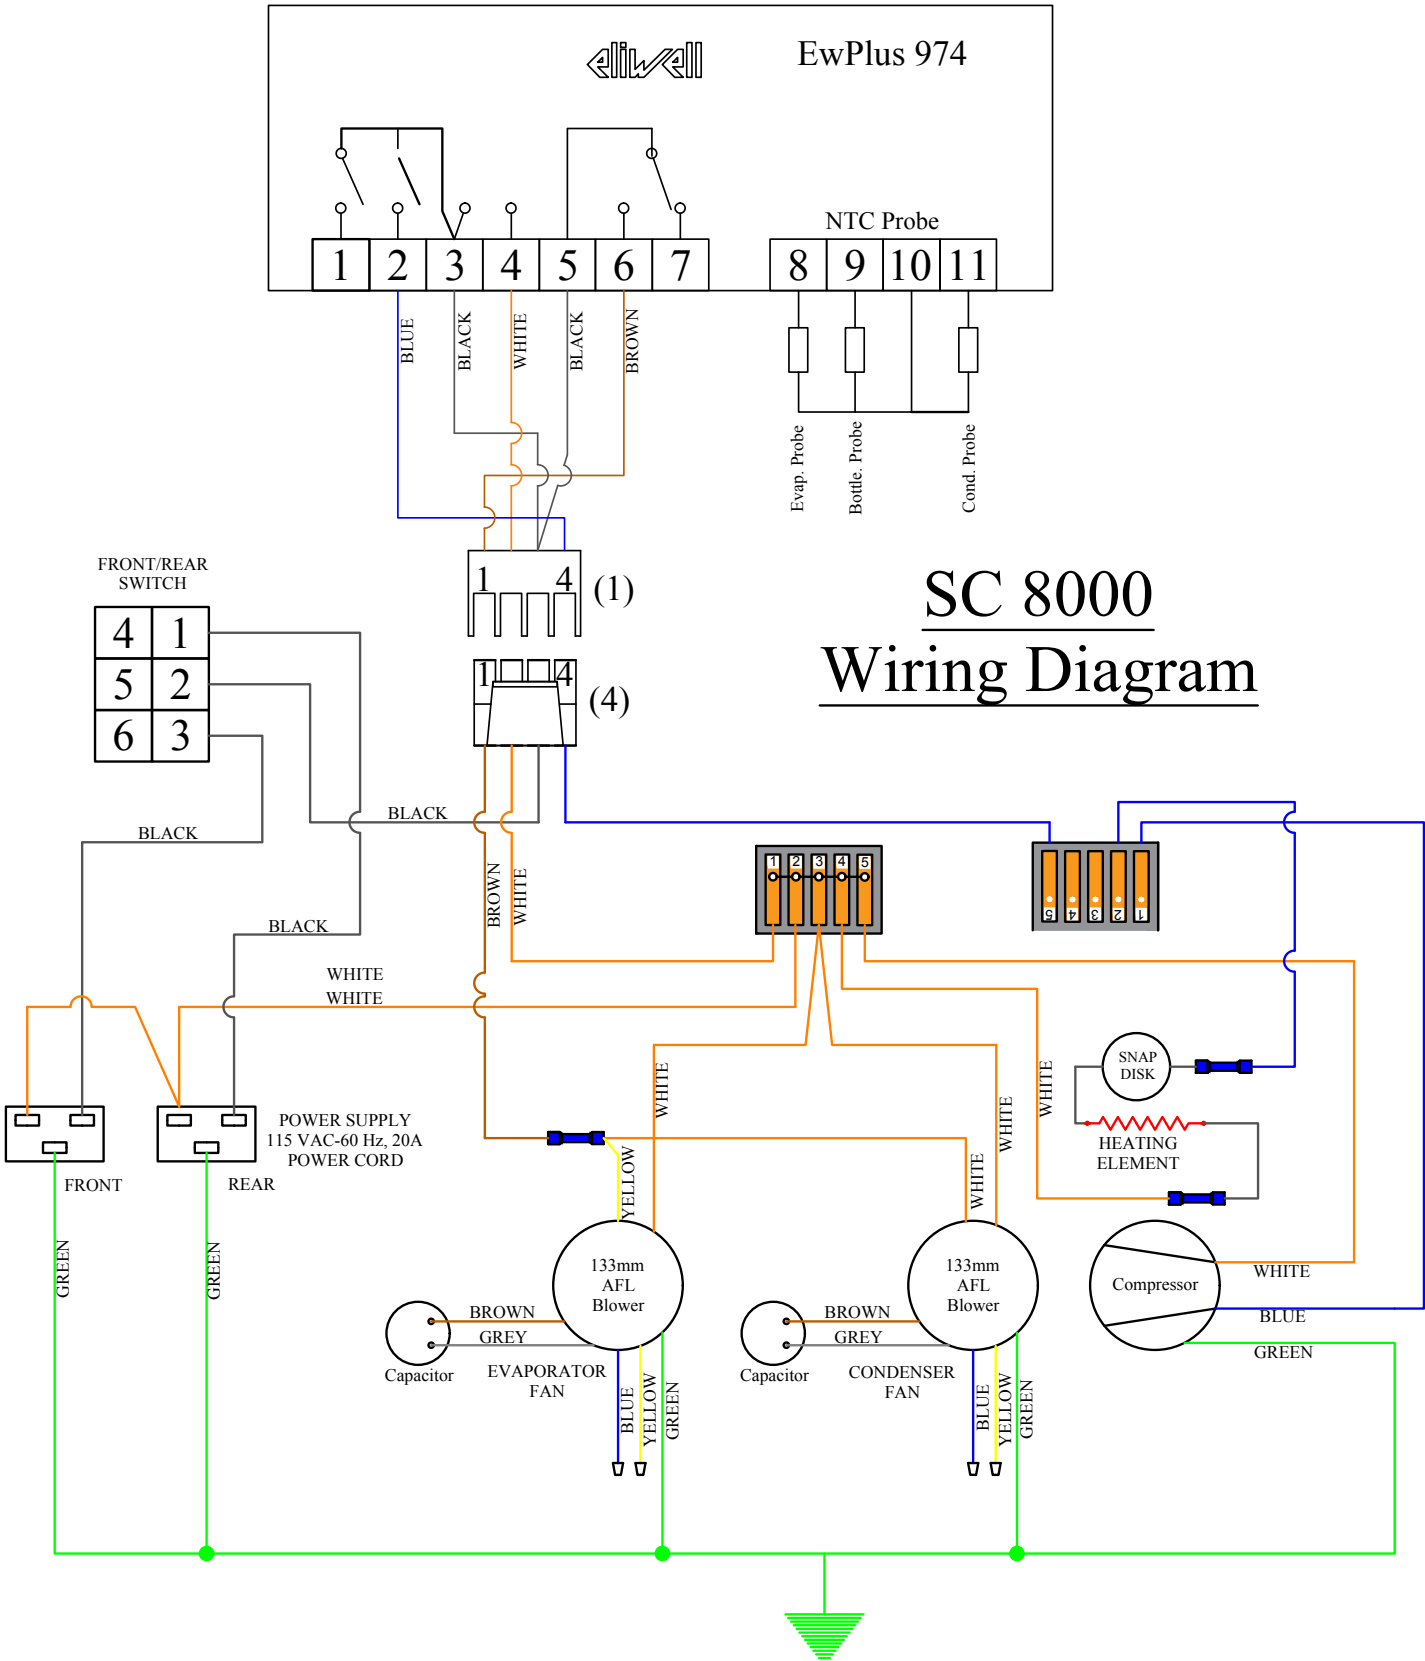 eliwell
EwPlus 974
NTC Probe
1 2 3 4 5 6 7
8 9 10 11
BLUE
BLACK
WHITE
BLACK
BROWN
Evap. Probe
Bottle. Probe
Cond. Probe
FRONT/REAR
SWITCH
4 1
5 2
6 3
1 4
(1)
1 4
(4)
SC 8000
Wiring Diagram
BLACK
BLACK
BLACK
BROWN
WHITE
1 2 3 4 5
5 4 3 2 1
WHITE
WHITE
WHITE
WHITE
WHITE
SNAP
DISK
HEATING
ELEMENT
POWER SUPPLY
115 VAC-60 Hz, 20A
POWER CORD
FRONT
REAR
YELLOW
WHITE
GREEN
GREEN
133mm
AFL
Blower
133mm
AFL
Blower
Compressor
WHITE
BLUE
GREEN
BROWN
GREY
Capacitor
EVAPORATOR
FAN
BROWN
GREY
Capacitor
CONDENSER
FAN
BLUE
YELLOW
GREEN
BLUE
YELLOW
GREEN